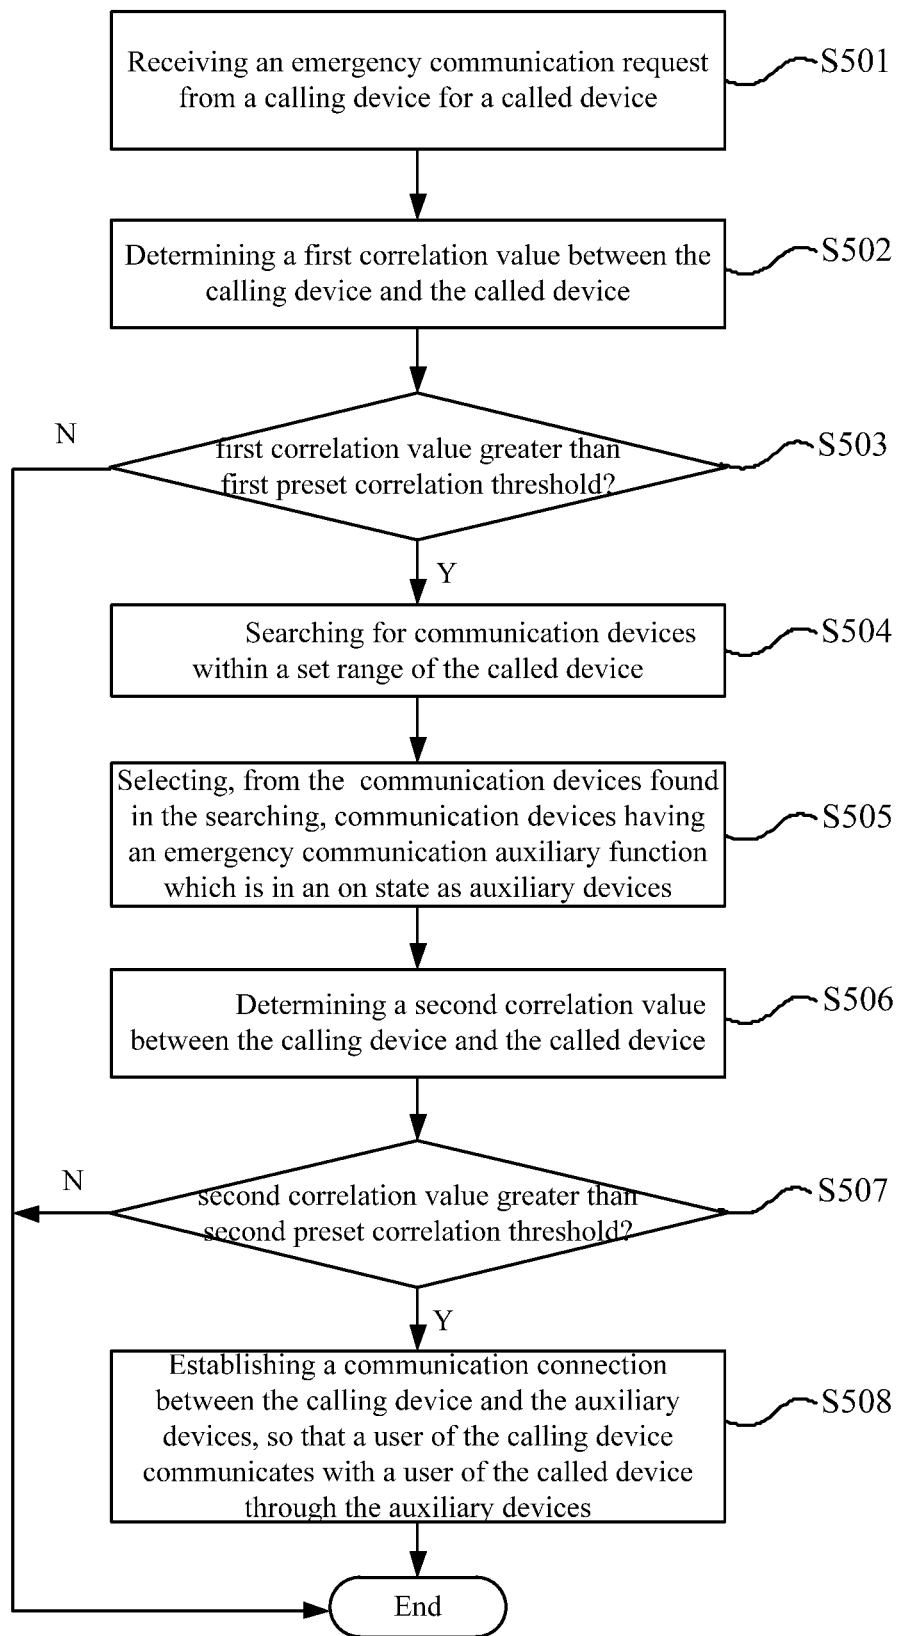 Receiving an emergency communication request
from a calling device for a called device
S501
Determining a first correlation value between the
calling device and the called device
S502
N
first correlation value greater than
first preset correlation threshold?
S503
Y
Searching for communication devices
within a set range of the called device
S504
Selecting, from the communication devices found
in the searching, communication devices having
an emergency communication auxiliary function
which is in an on state as auxiliary devices
S505
Determining a second correlation value
between the calling device and the called device
S506
N
second correlation value greater than
second preset correlation threshold?
S507
Y
Establishing a communication connection
between the calling device and the auxiliary
devices, so that a user of the calling device
communicates with a user of the called device
through the auxiliary devices
S508
End